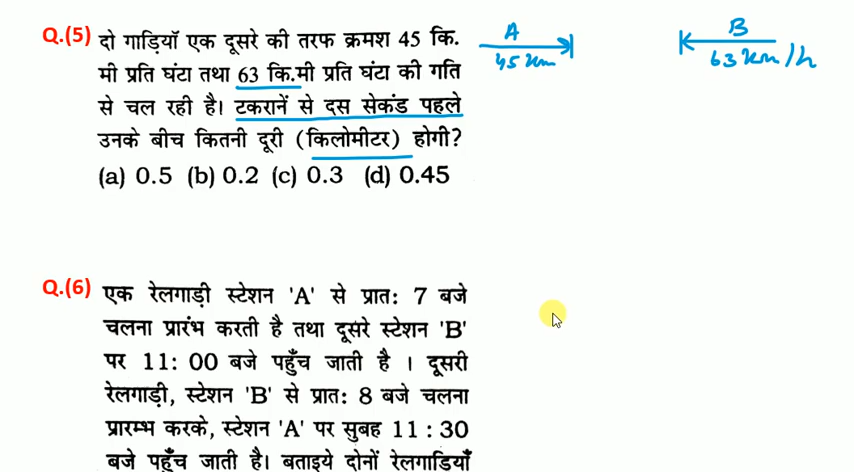 Q.(5) दो गाड़ियॉ एक दूसरे की तरफ क्रमश 45 कि.
मी प्रति घंटा तथा 63 कि.मी प्रति घंटा की गति
से चल रही है। टकरानें से दस सेकंड पहले
उनके बीच कितनी दूरी (किलोमीटर) होगी?
(a) 0.5 (b) 0.2 (c) 0.3 (d) 0.45
A
45 km
B
63 km/h
Q.(6) एक रेलगाड़ी स्टेशन 'A' से प्रात: 7 बजे
चलना प्रारंभ करती है तथा दूसरे स्टेशन 'B'
पर 11: 00 बजे पहुँच जाती है । दूसरी
रेलगाड़ी, स्टेशन 'B' से प्रात: 8 बजे चलना
प्रारम्भ करके, स्टेशन 'A' पर सुबह 11 : 30
बजे पहुँच जाती है। बताइये दोनों रेलगाड़ियाँ